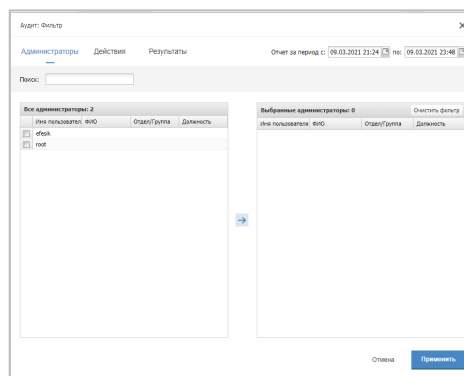 Аудит: Фильтр
Администраторы Действия Результаты Отчет за период с: 09.03.2021 21:24 по: 09.03.2021 23:48
Поиск:
Все администраторы: 2 Выбранные администраторы: 0 Очистить фильтр
Имя пользовател ФИО Отдел/Группа Должность Имя пользователя ФИО Отдел/Группа Должность
efesik
root
Отмена Применить